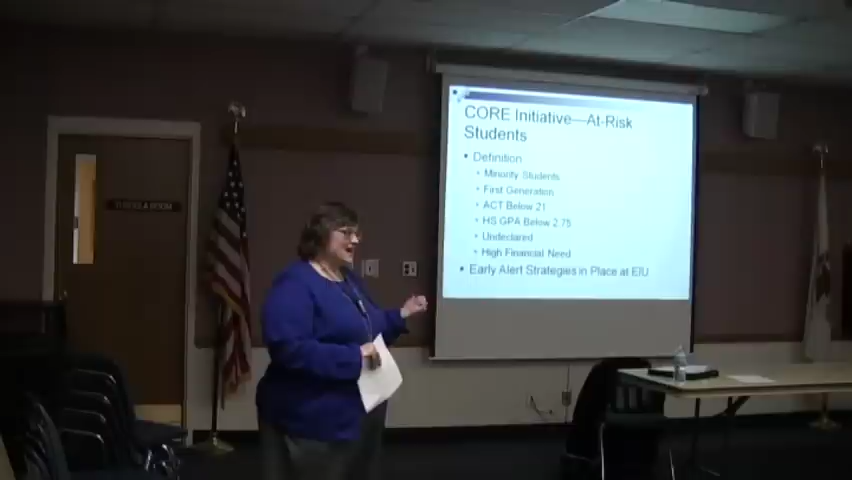 CORE Initiative—At-Risk
Students
• Definition
• Minority Students
• First Generation
• ACT Below 21
• HS GPA Below 2.75
• Undeclared
• High Financial Need
• Early Alert Strategies in Place at EIU